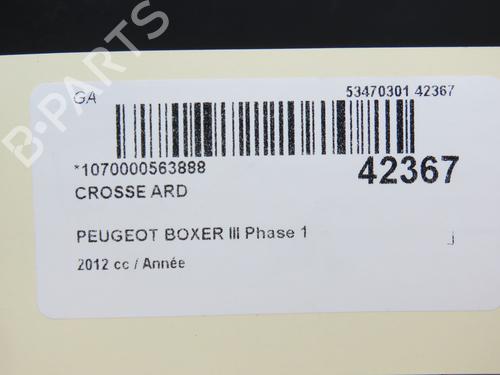 GA 53470301 42367
*1070000563888 42367
CROSSE ARD
PEUGEOT BOXER III Phase 1 j
2012 cc / Année
B-PARTS